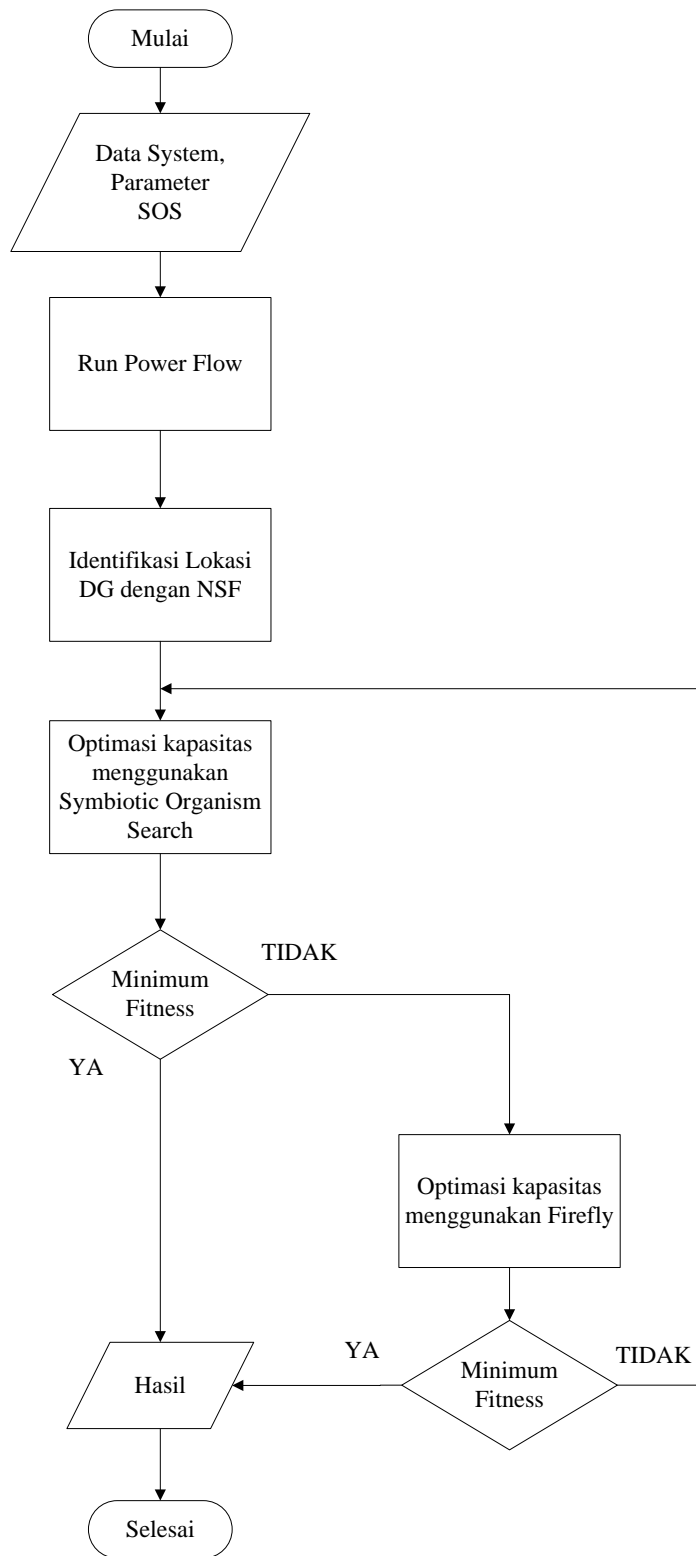 Mulai
Data System,
Parameter
SOS
Run Power Flow
Identifikasi Lokasi
DG dengan NSF
Optimasi kapasitas
menggunakan
Symbiotic Organism
Search
Minimum
Fitness
TIDAK
YA
Optimasi kapasitas
menggunakan Firefly
Minimum
Fitness
YA
TIDAK
Hasil
Selesai